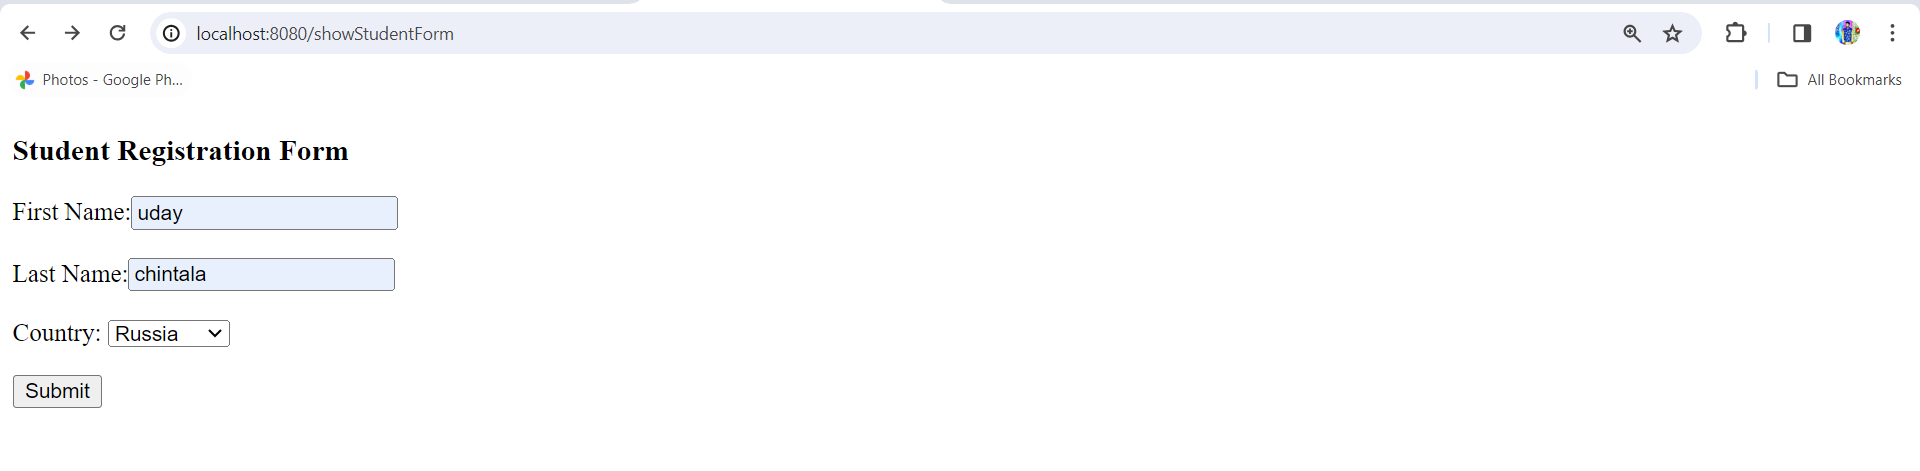 localhost:8080/showStudentForm
Photos - Google Ph...
All Bookmarks
Student Registration Form
First Name: uday
Last Name: chintala
Country: Russia
Submit